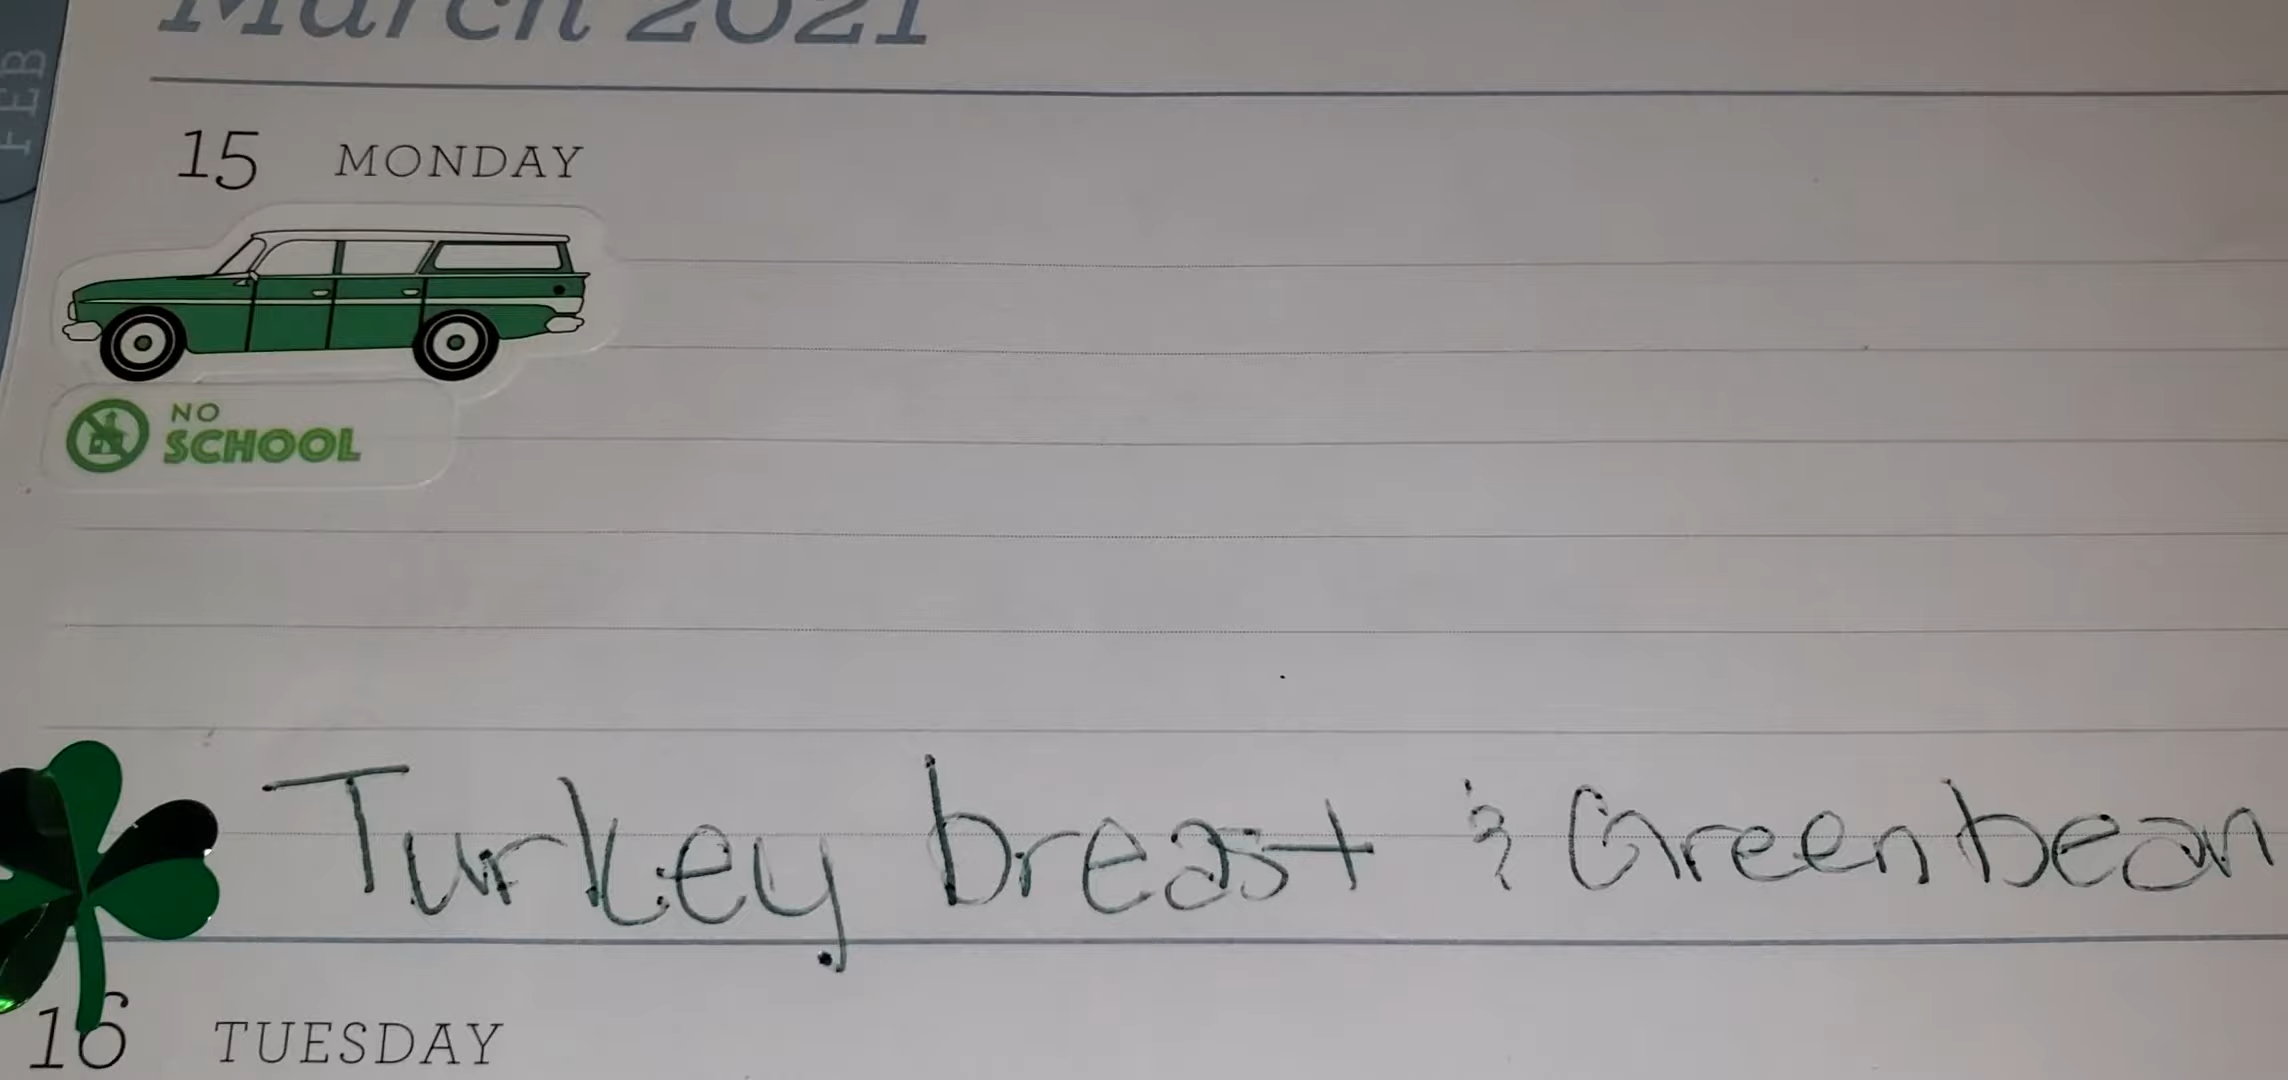 March 2021
FEB
15 MONDAY
NO
SCHOOL
Turkey breast & Greenbean
16 TUESDAY